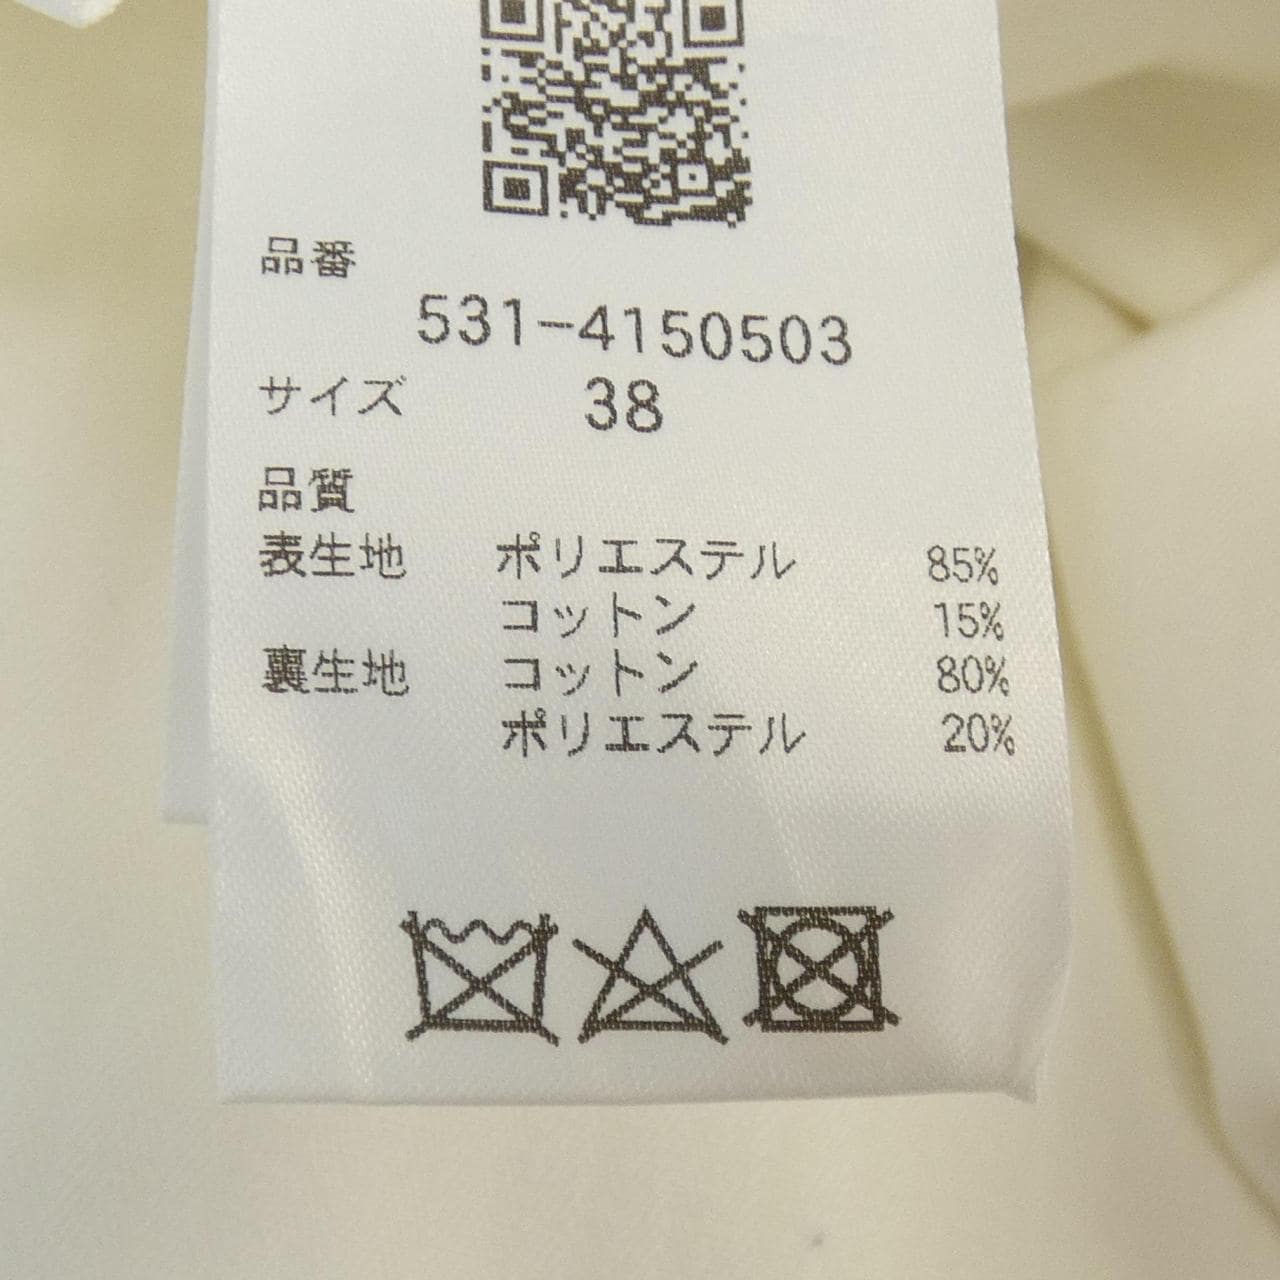 品番
531-4150503
サイズ 38
品質
表生地 ポリエステル 85%
コットン 15%
裏生地 コットン 80%
ポリエステル 20%